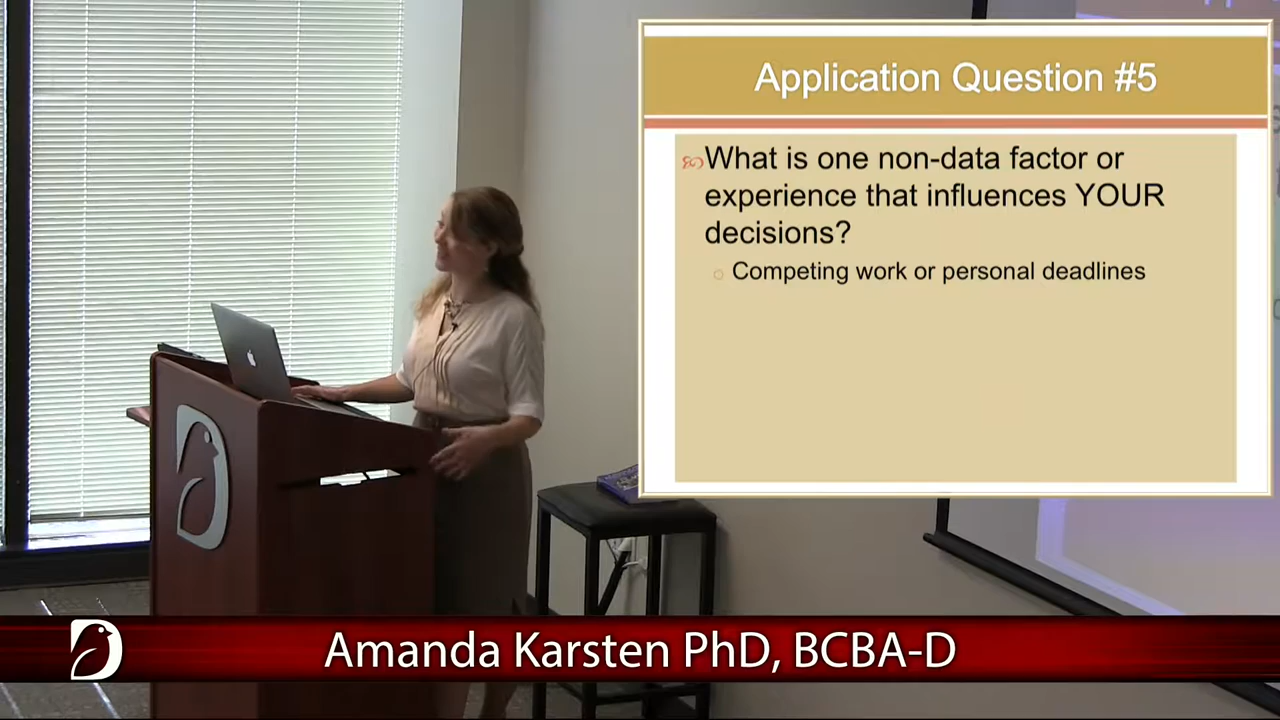 Application Question #5
What is one non-data factor or
experience that influences YOUR
decisions?
Competing work or personal deadlines
Amanda Karsten PhD, BCBA-D